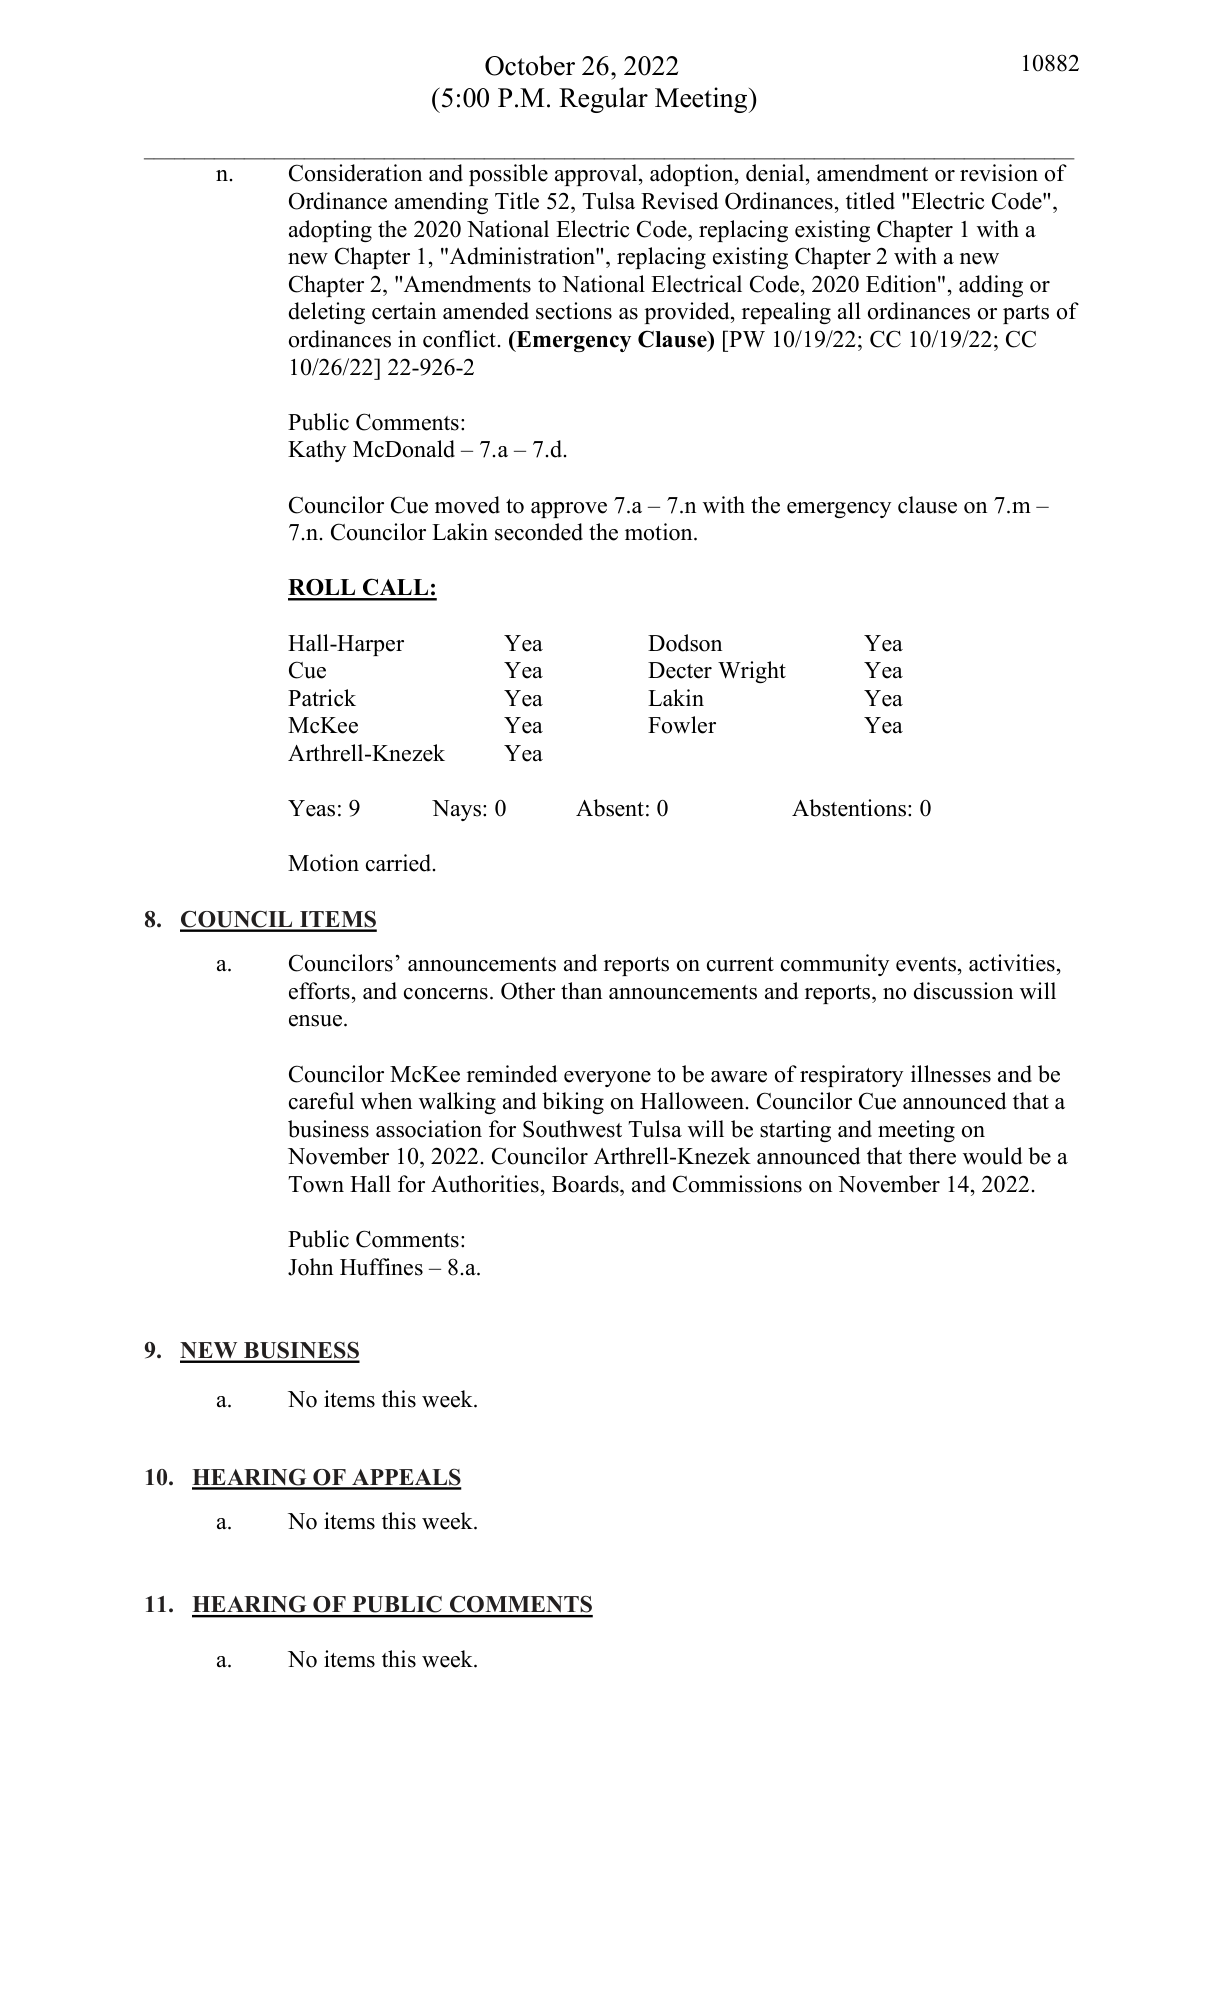 October 26, 2022
10882
(5:00 P.M. Regular Meeting)
n. Consideration and possible approval, adoption, denial, amendment or revision of
Ordinance amending Title 52, Tulsa Revised Ordinances, titled "Electric Code",
adopting the 2020 National Electric Code, replacing existing Chapter 1 with a
new Chapter 1, "Administration", replacing existing Chapter 2 with a new
Chapter 2, "Amendments to National Electrical Code, 2020 Edition", adding or
deleting certain amended sections as provided, repealing all ordinances or parts of
ordinances in conflict. (Emergency Clause) [PW 10/19/22; CC 10/19/22; CC
10/26/22] 22-926-2
Public Comments:
Kathy McDonald – 7.a – 7.d.
Councilor Cue moved to approve 7.a – 7.n with the emergency clause on 7.m –
7.n. Councilor Lakin seconded the motion.
ROLL CALL:
Hall-Harper Yea Dodson Yea
Cue Yea Decter Wright Yea
Patrick Yea Lakin Yea
McKee Yea Fowler Yea
Arthrell-Knezek Yea
Yeas: 9 Nays: 0 Absent: 0 Abstentions: 0
Motion carried.
8. COUNCIL ITEMS
a. Councilors’ announcements and reports on current community events, activities,
efforts, and concerns. Other than announcements and reports, no discussion will
ensue.
Councilor McKee reminded everyone to be aware of respiratory illnesses and be
careful when walking and biking on Halloween. Councilor Cue announced that a
business association for Southwest Tulsa will be starting and meeting on
November 10, 2022. Councilor Arthrell-Knezek announced that there would be a
Town Hall for Authorities, Boards, and Commissions on November 14, 2022.
Public Comments:
John Huffines – 8.a.
9. NEW BUSINESS
a. No items this week.
10. HEARING OF APPEALS
a. No items this week.
11. HEARING OF PUBLIC COMMENTS
a. No items this week.